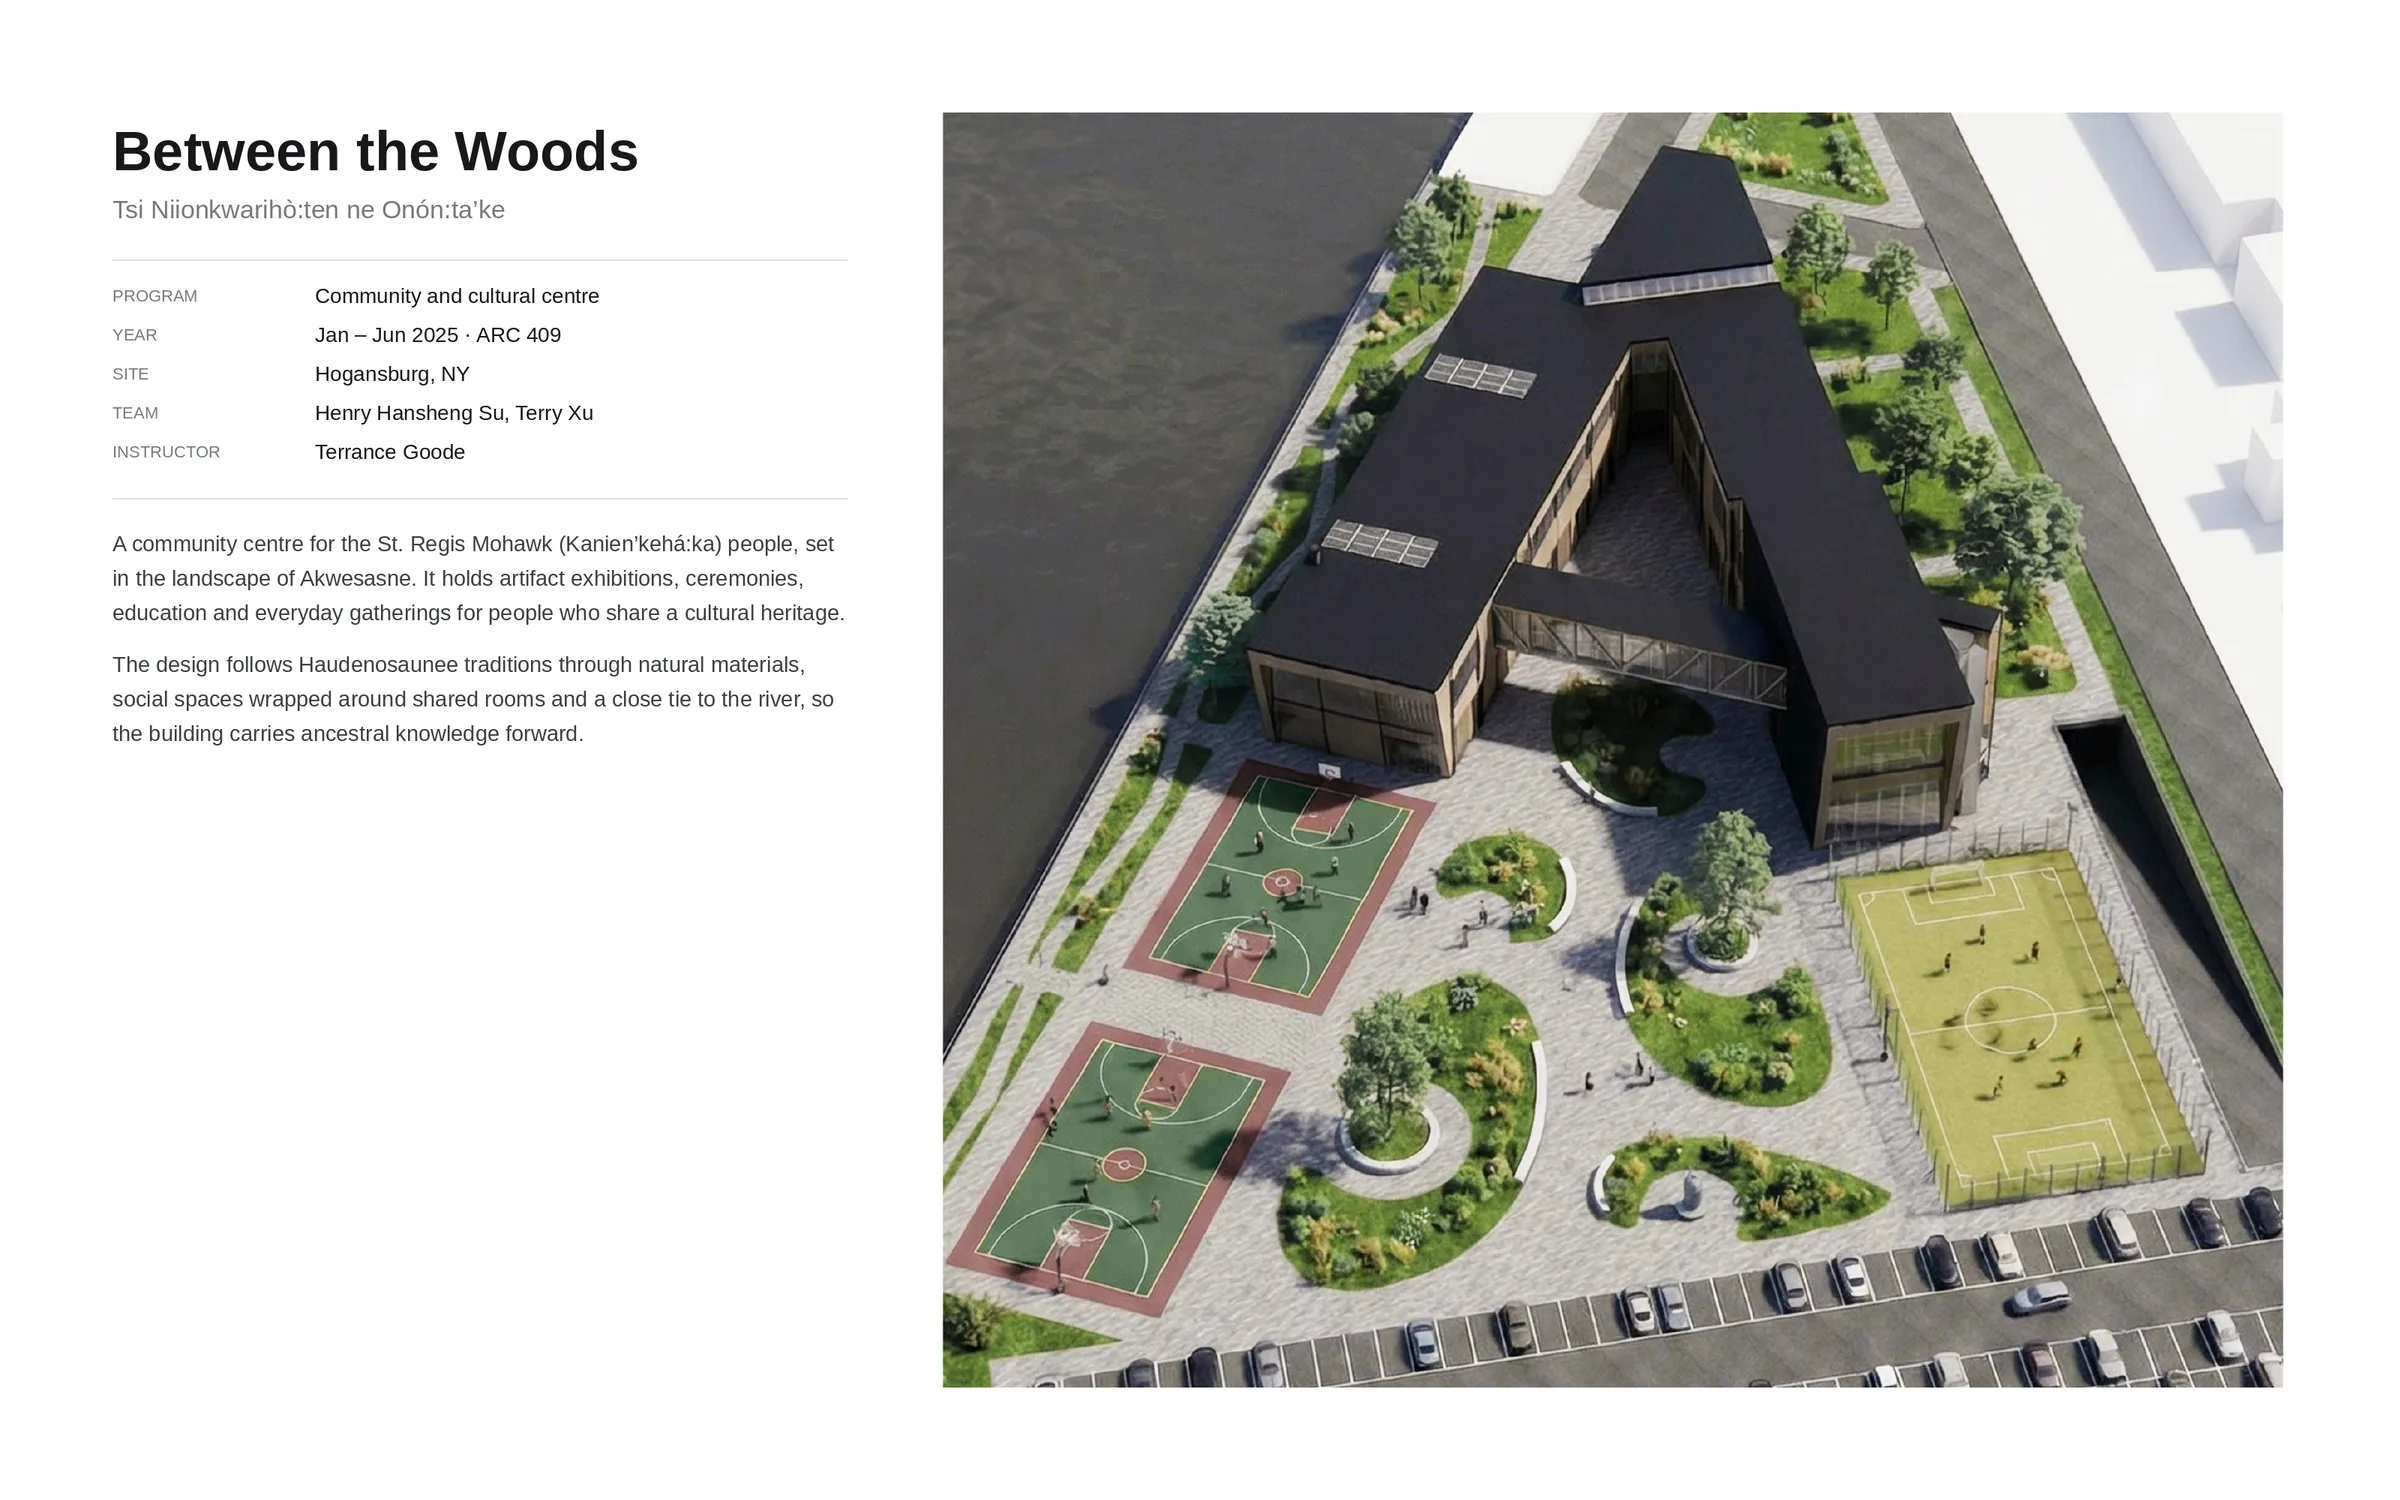 Between the Woods
Tsi Niionkwarihò:ten ne Onón:ta’ke
PROGRAM Community and cultural centre
YEAR Jan – Jun 2025 · ARC 409
SITE Hogansburg, NY
TEAM Henry Hansheng Su, Terry Xu
INSTRUCTOR Terrance Goode
A community centre for the St. Regis Mohawk (Kanien’kehá:ka) people, set
in the landscape of Akwesasne. It holds artifact exhibitions, ceremonies,
education and everyday gatherings for people who share a cultural heritage.
The design follows Haudenosaunee traditions through natural materials,
social spaces wrapped around shared rooms and a close tie to the river, so
the building carries ancestral knowledge forward.